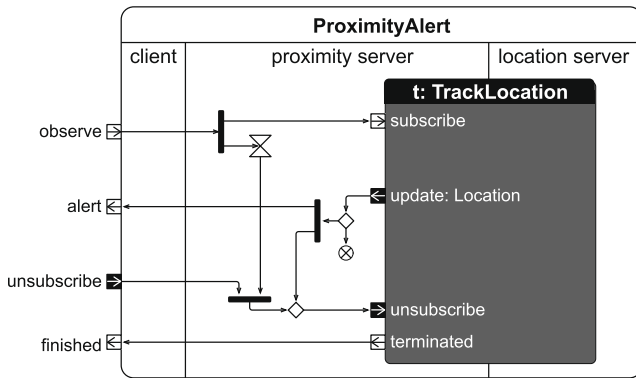 ProximityAlert
client proximity server location server
t: TrackLocation
observe subscribe
alert update: Location
unsubscribe unsubscribe
finished terminated